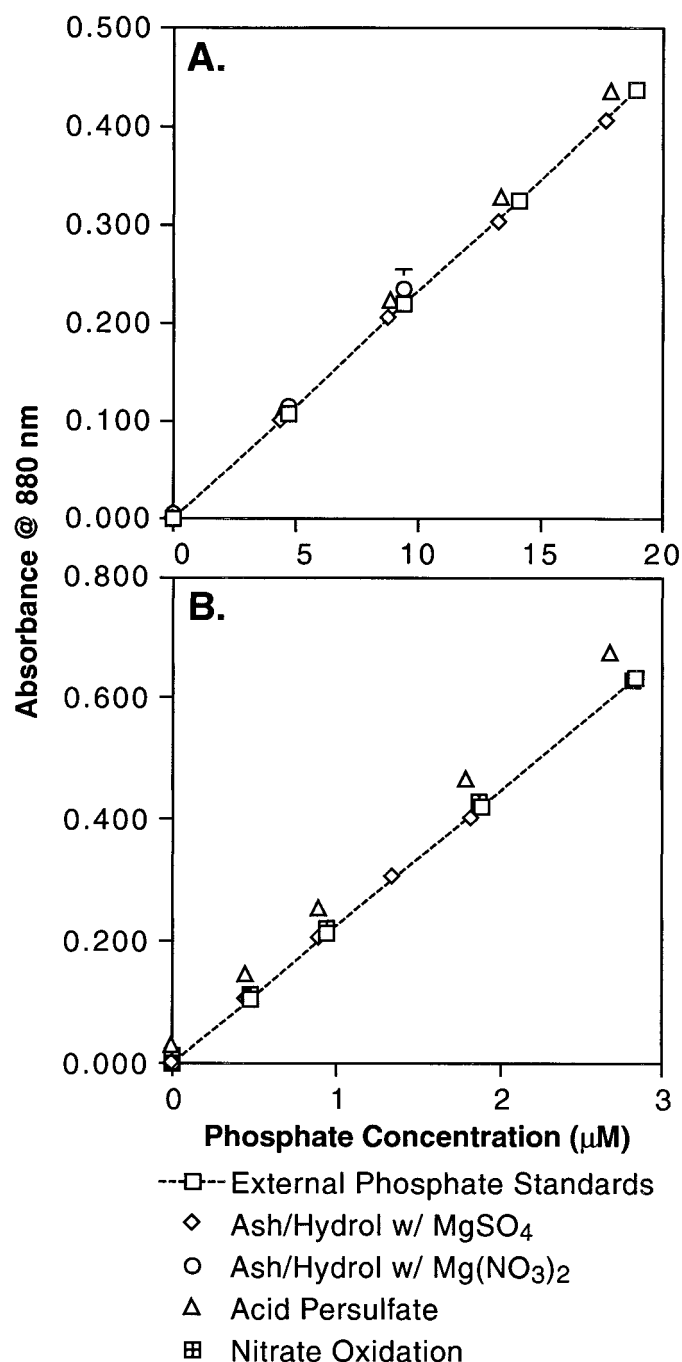 A.
0.500
0.400
0.300
0.200
0.100
0.000
0 5 10 15 20
Absorbance @ 880 nm
B.
0.800
0.600
0.400
0.200
0.000
0 1 2 3
Phosphate Concentration (μM)
External Phosphate Standards
Ash/Hydrol w/ MgSO₄
Ash/Hydrol w/ Mg(NO₃)₂
Acid Persulfate
Nitrate Oxidation